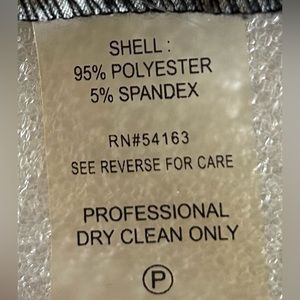 SHELL :
95% POLYESTER
5% SPANDEX
RN#54163
SEE REVERSE FOR CARE
PROFESSIONAL
DRY CLEAN ONLY
P